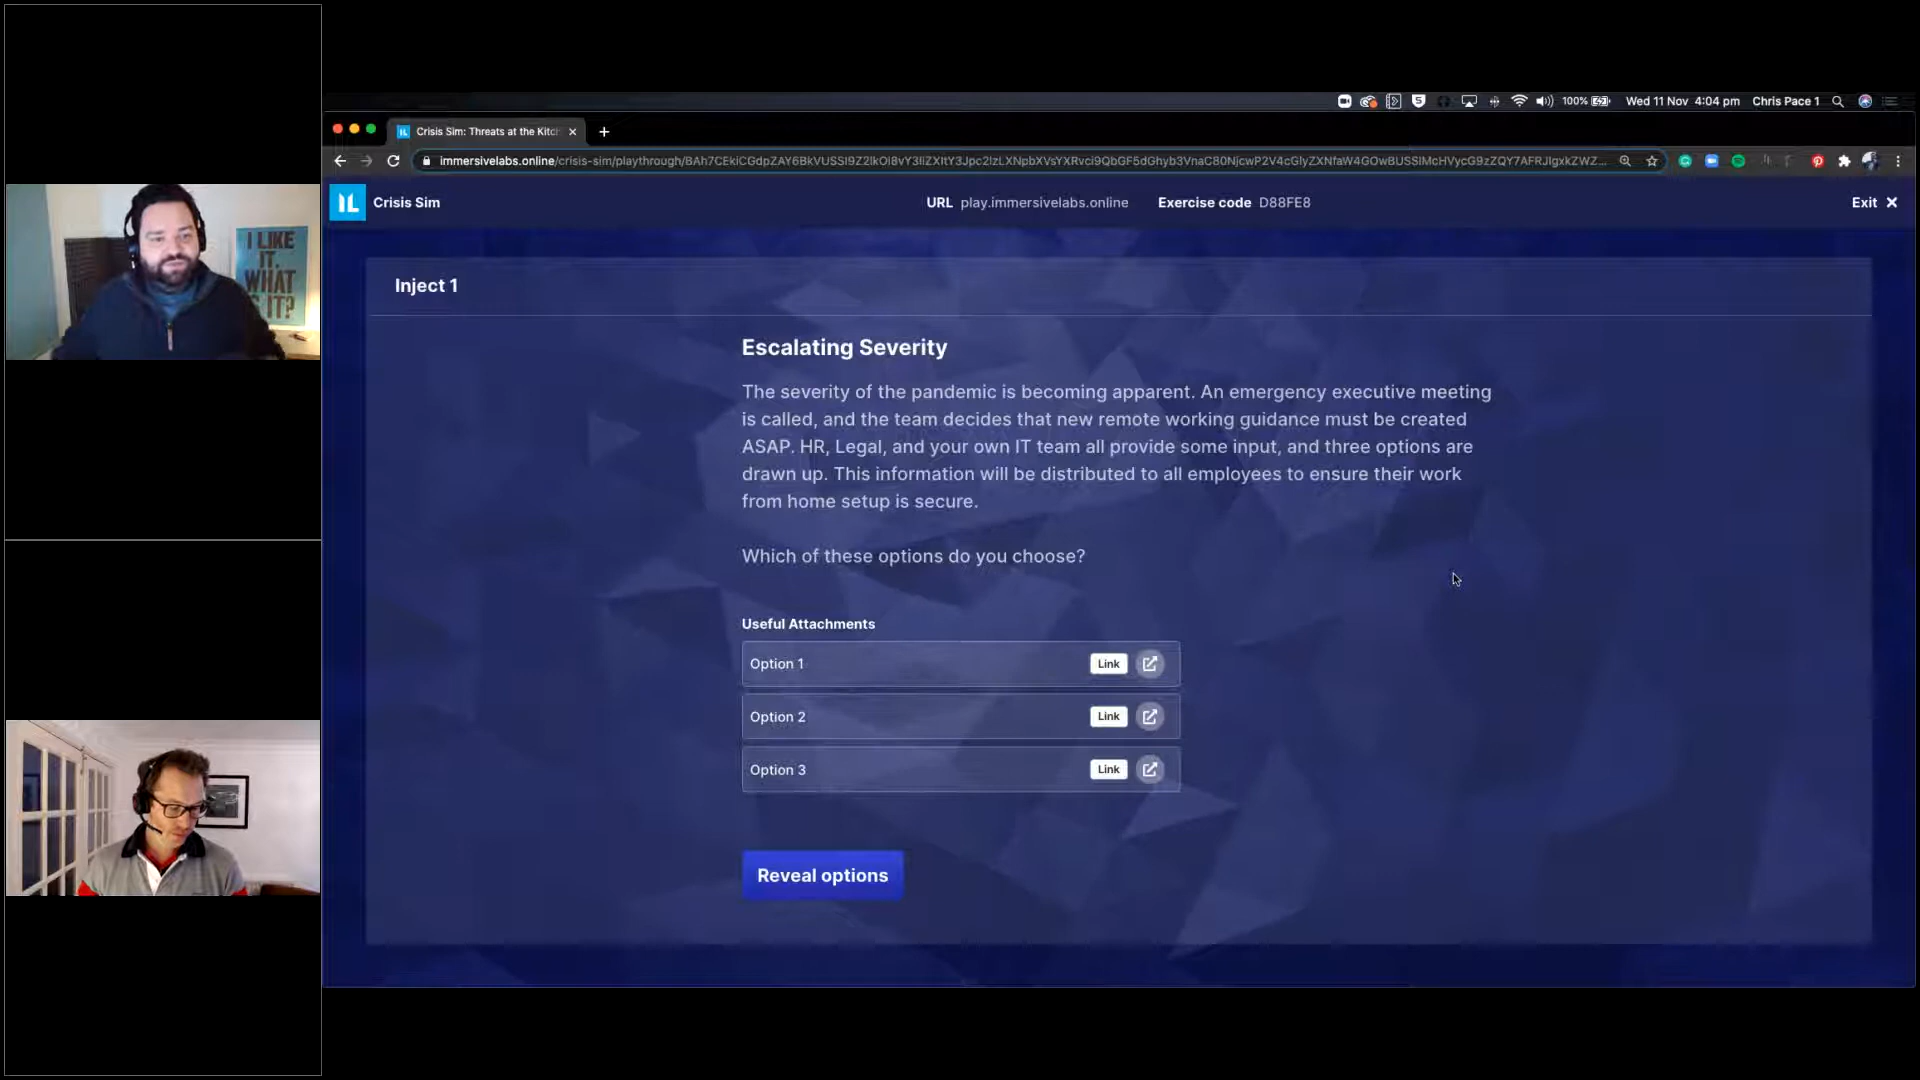 Wed 11 Nov 4:04 pm Chris Pace 1
100%
Crisis Sim: Threats at the Kitch
I LIKE
IT.
WHAT
IS IT?
IL Crisis Sim
URL play.immersivelabs.online
Exercise code D88FE8
Exit
Inject 1
Escalating Severity
The severity of the pandemic is becoming apparent. An emergency executive meeting
is called, and the team decides that new remote working guidance must be created
ASAP. HR, Legal, and your own IT team all provide some input, and three options are
drawn up. This information will be distributed to all employees to ensure their work
from home setup is secure.
Which of these options do you choose?
Useful Attachments
Option 1 Link
Option 2 Link
Option 3 Link
Reveal options